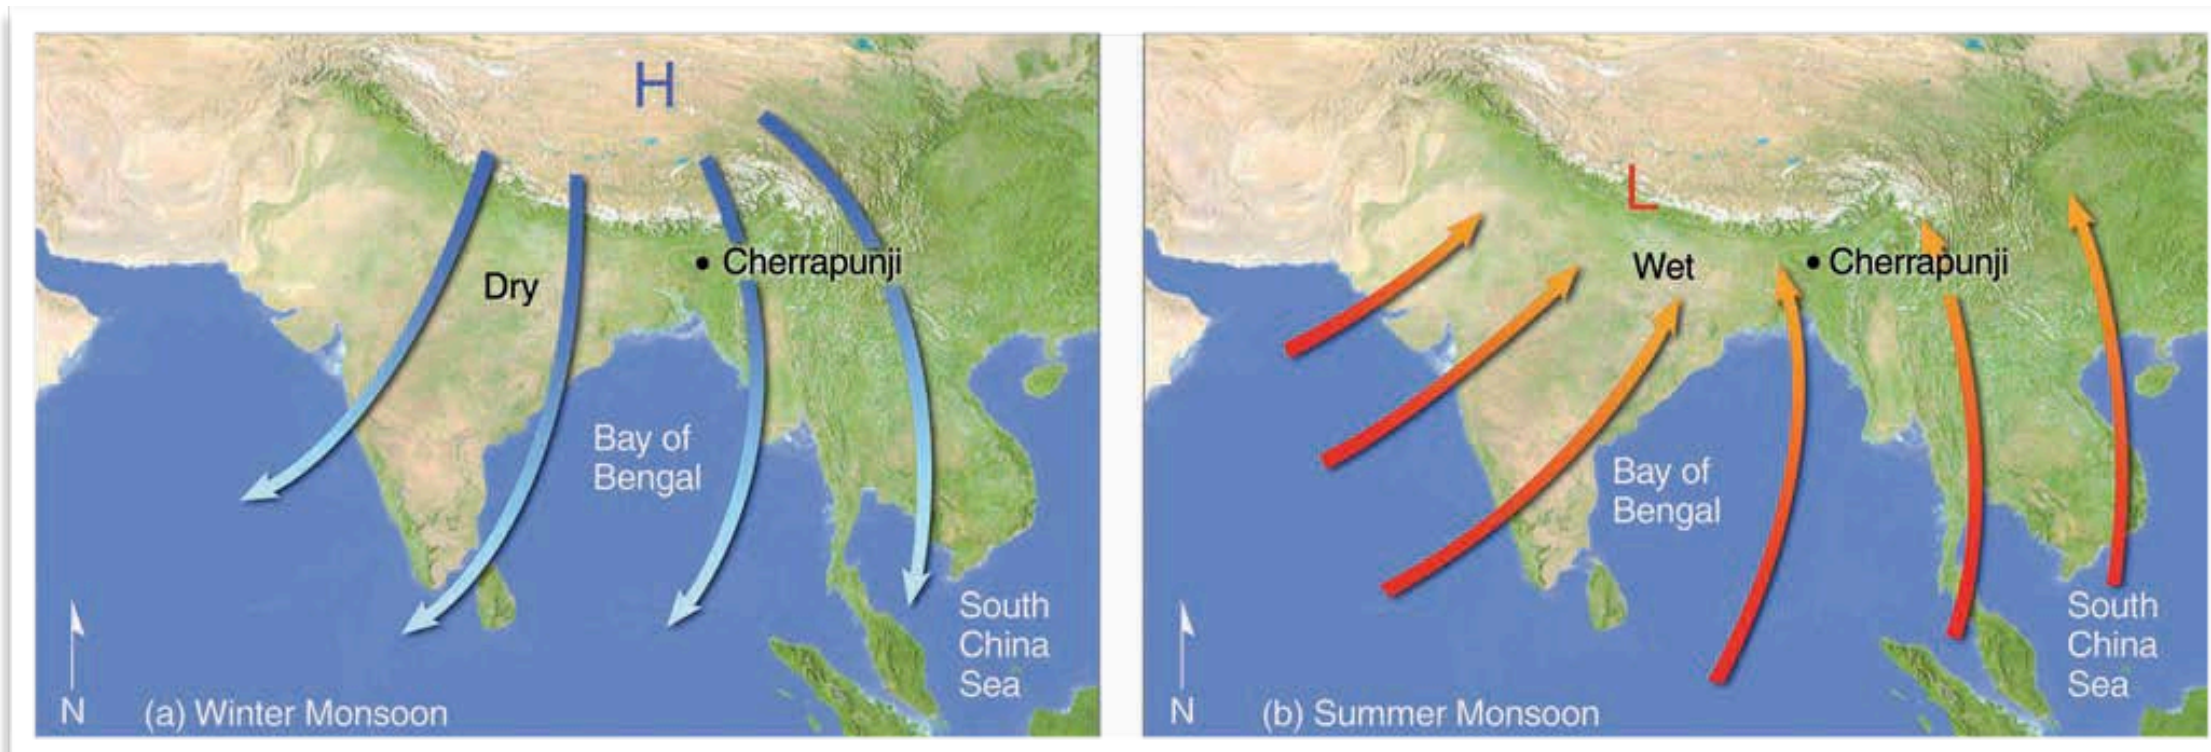 H
Dry
Cherrapunji
Bay of
Bengal
South
China
Sea
N
(a) Winter Monsoon
L
Wet
Cherrapunji
Bay of
Bengal
South
China
Sea
N
(b) Summer Monsoon